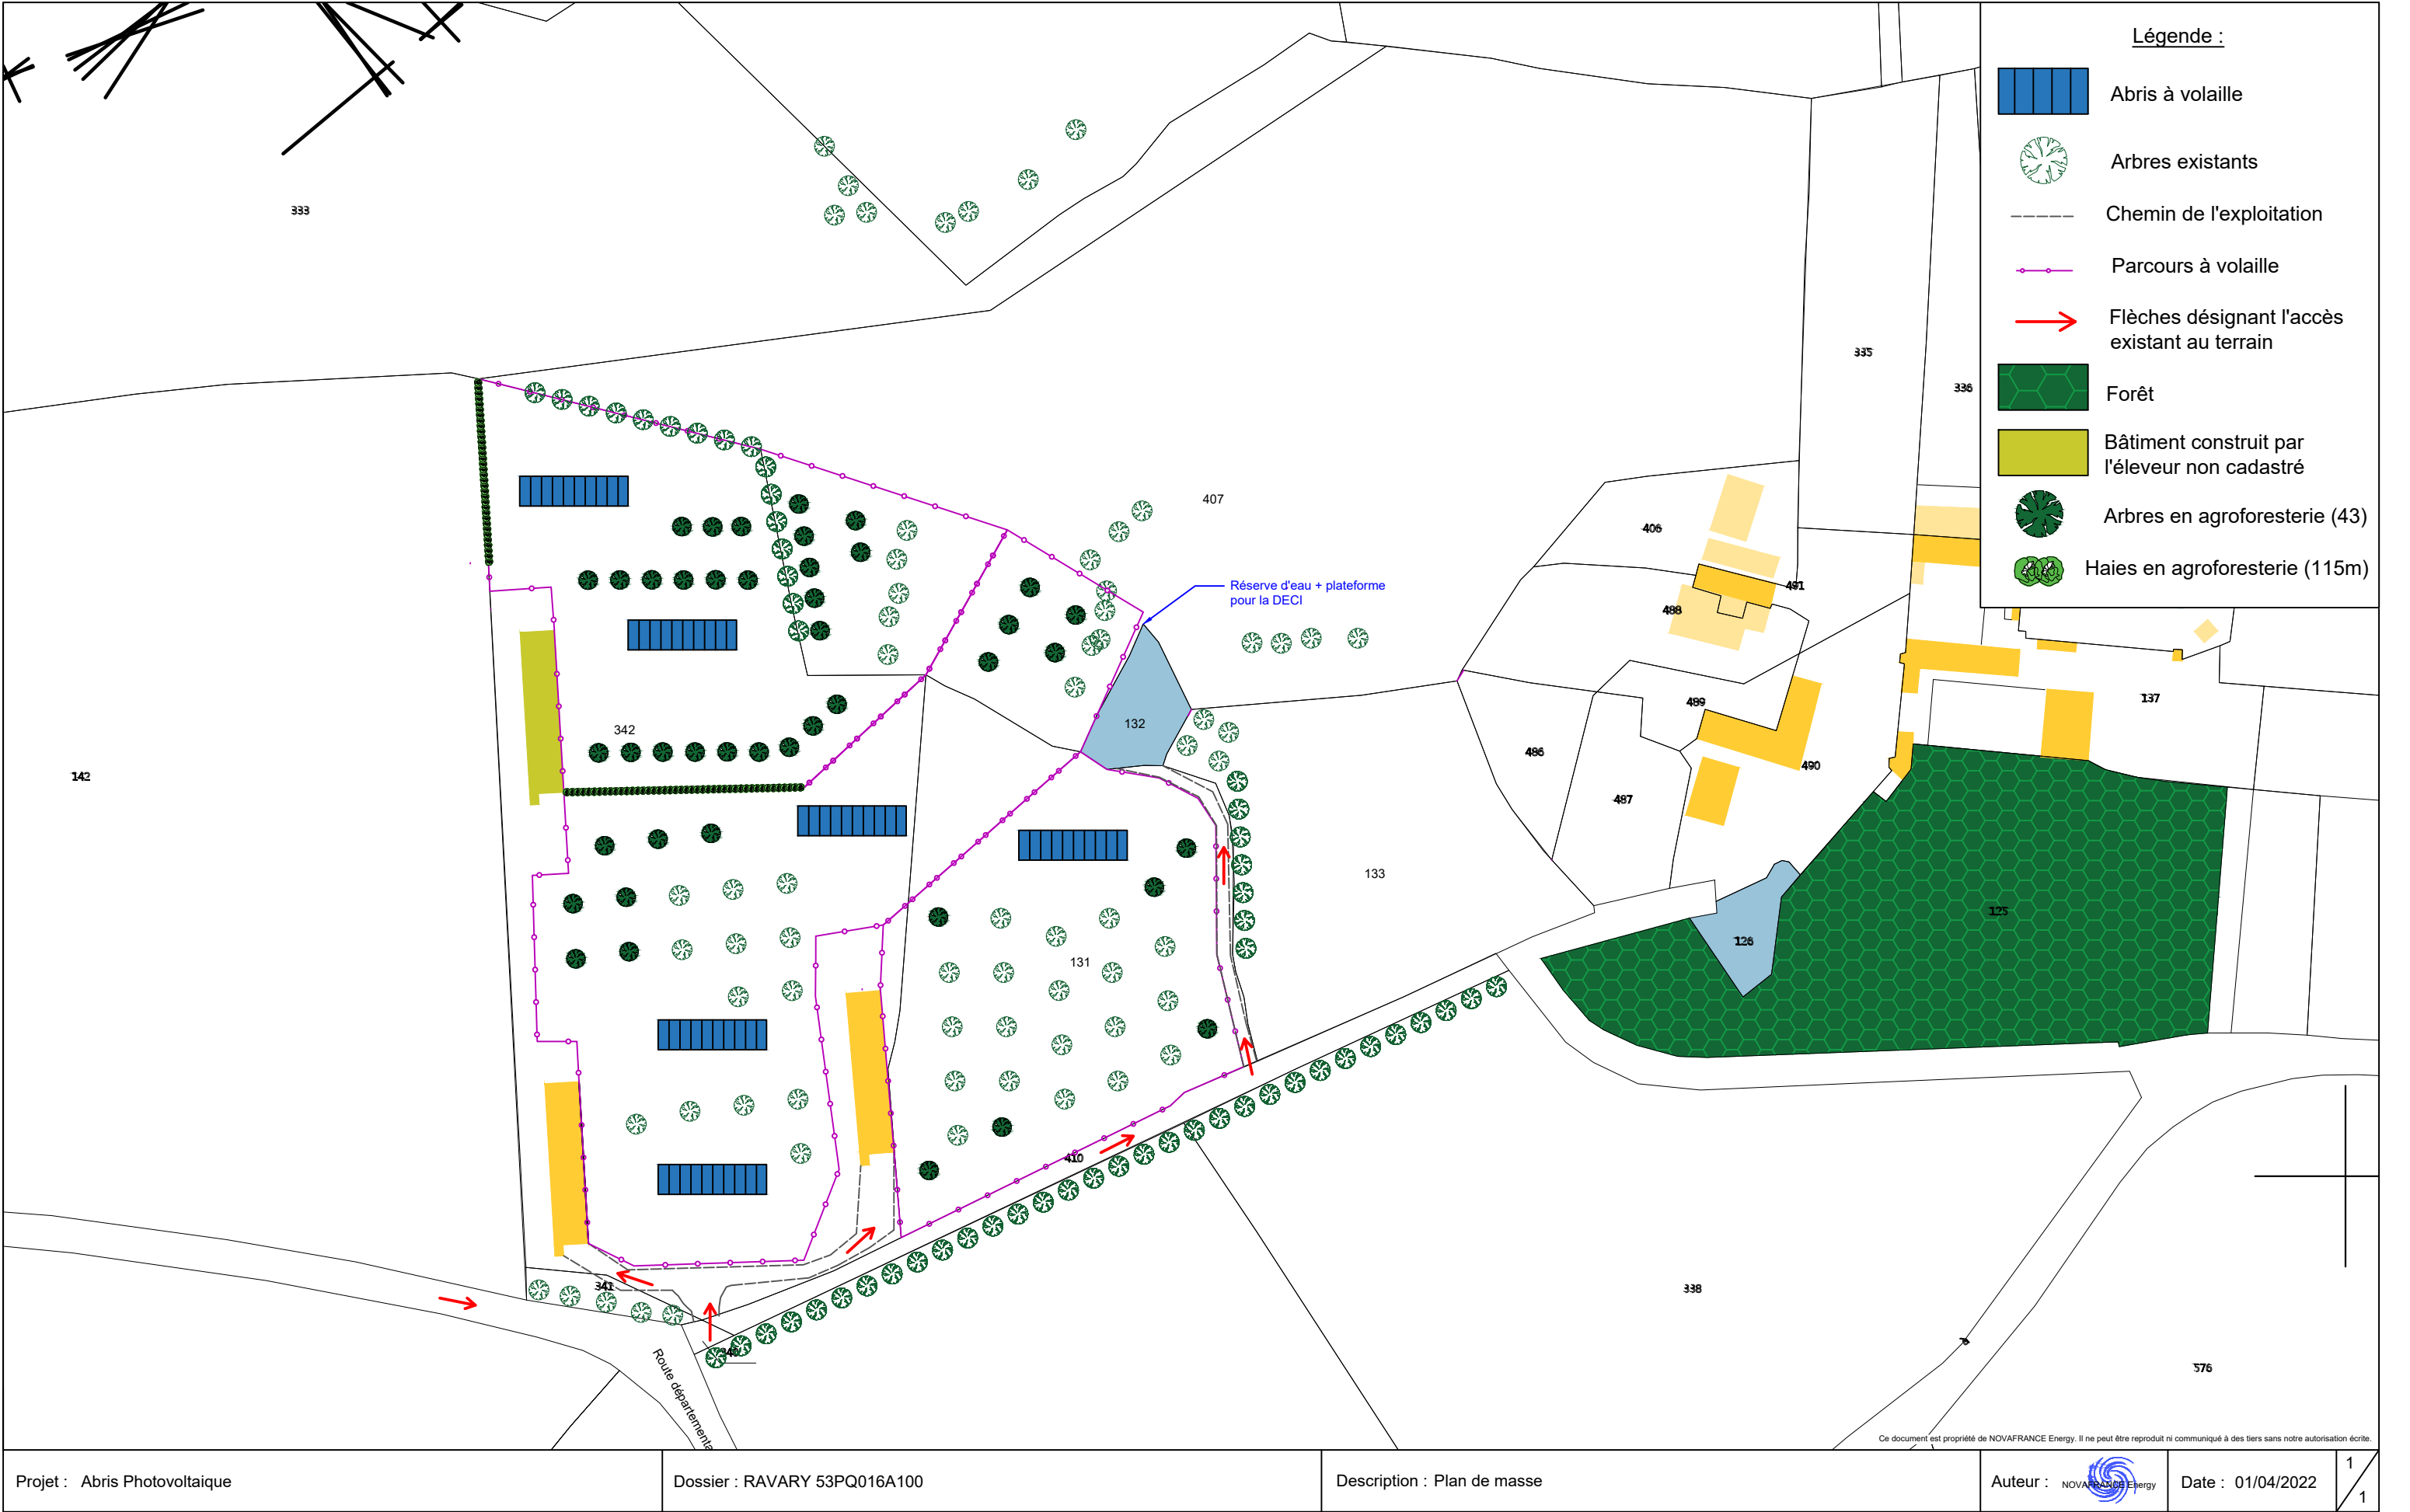 Légende :
Abris à volaille
Arbres existants
Chemin de l'exploitation
Parcours à volaille
Flèches désignant l'accès
existant au terrain
Forêt
Bâtiment construit par
l'éleveur non cadastré
Arbres en agroforesterie (43)
Haies en agroforesterie (115m)
333
335
336
407
406
491
488
Réserve d'eau + plateforme
pour la DECI
489
137
132
342
486
490
142
487
133
125
126
131
410
341
338
340
576
Route départementa
Ce document est propriété de NOVAFRANCE Energy. Il ne peut être reproduit ni communiqué à des tiers sans notre autorisation écrite.
Projet : Abris Photovoltaique
Dossier : RAVARY 53PQ016A100
Description : Plan de masse
Auteur : NOVAFRANCE Energy
Date : 01/04/2022
1
1